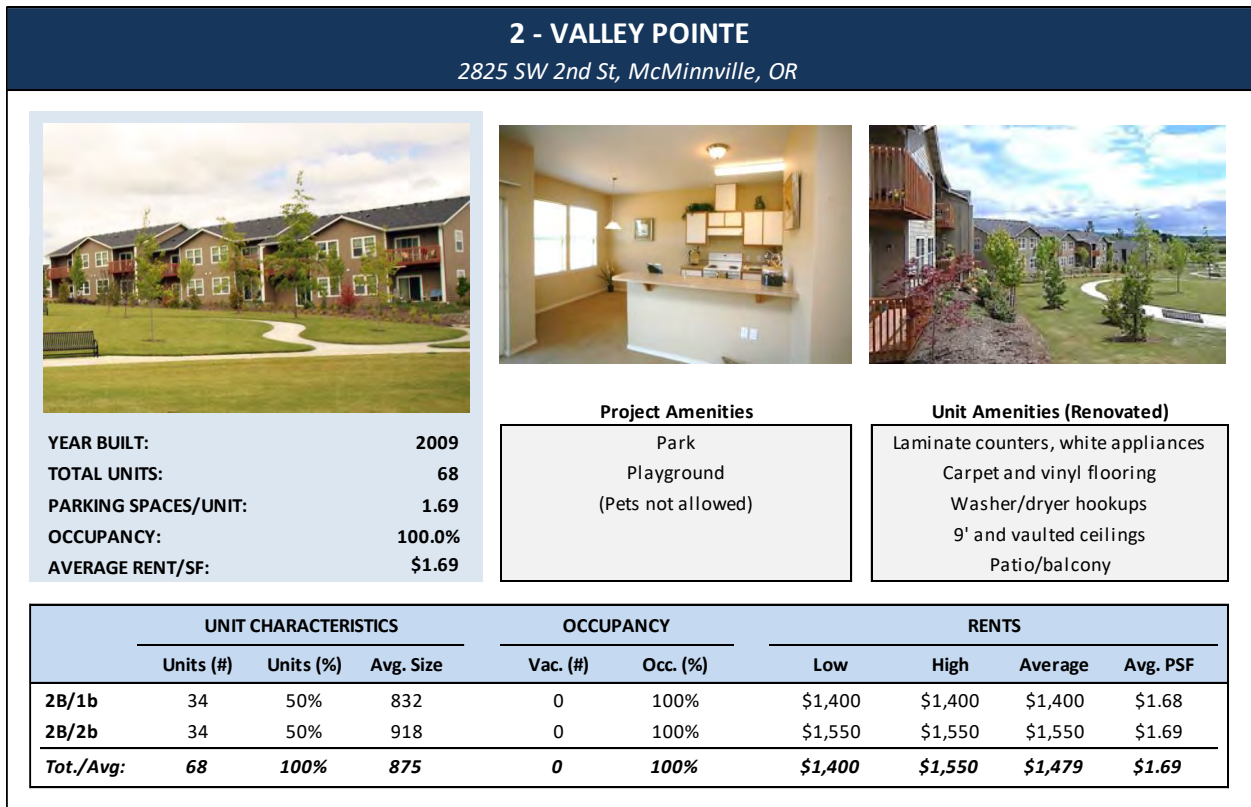 2 - VALLEY POINTE
2825 SW 2nd St, McMinnville, OR
YEAR BUILT: 2009
TOTAL UNITS: 68
PARKING SPACES/UNIT: 1.69
OCCUPANCY: 100.0%
AVERAGE RENT/SF: $1.69
Project Amenities
Park
Playground
(Pets not allowed)
Unit Amenities (Renovated)
Laminate counters, white appliances
Carpet and vinyl flooring
Washer/dryer hookups
9' and vaulted ceilings
Patio/balcony
UNIT CHARACTERISTICS OCCUPANCY RENTS
Units (#) Units (%) Avg. Size Vac. (#) Occ. (%) Low High Average Avg. PSF
2B/1b 34 50% 832 0 100% $1,400 $1,400 $1,400 $1.68
2B/2b 34 50% 918 0 100% $1,550 $1,550 $1,550 $1.69
Tot./Avg: 68 100% 875 0 100% $1,400 $1,550 $1,479 $1.69